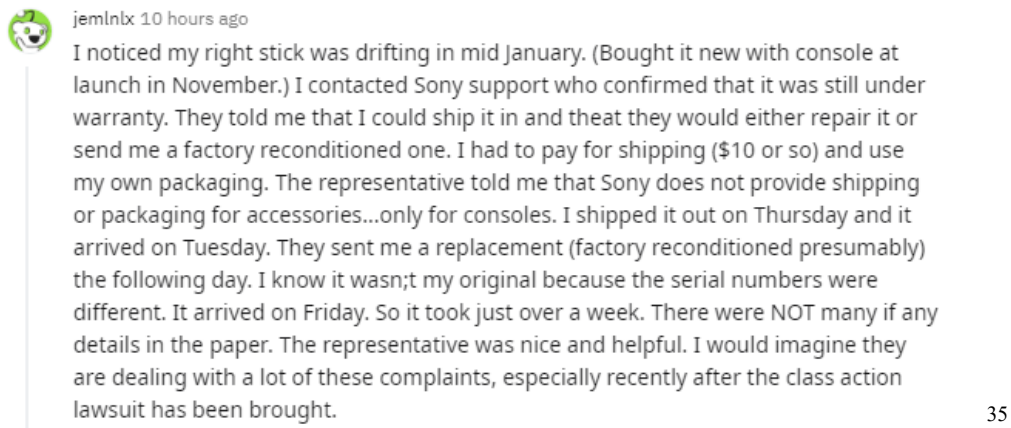 jemlnlx 10 hours ago
I noticed my right stick was drifting in mid January. (Bought it new with console at
launch in November.) I contacted Sony support who confirmed that it was still under
warranty. They told me that I could ship it in and theat they would either repair it or
send me a factory reconditioned one. I had to pay for shipping ($10 or so) and use
my own packaging. The representative told me that Sony does not provide shipping
or packaging for accessories...only for consoles. I shipped it out on Thursday and it
arrived on Tuesday. They sent me a replacement (factory reconditioned presumably)
the following day. I know it wasn;t my original because the serial numbers were
different. It arrived on Friday. So it took just over a week. There were NOT many if any
details in the paper. The representative was nice and helpful. I would imagine they
are dealing with a lot of these complaints, especially recently after the class action
lawsuit has been brought.
35